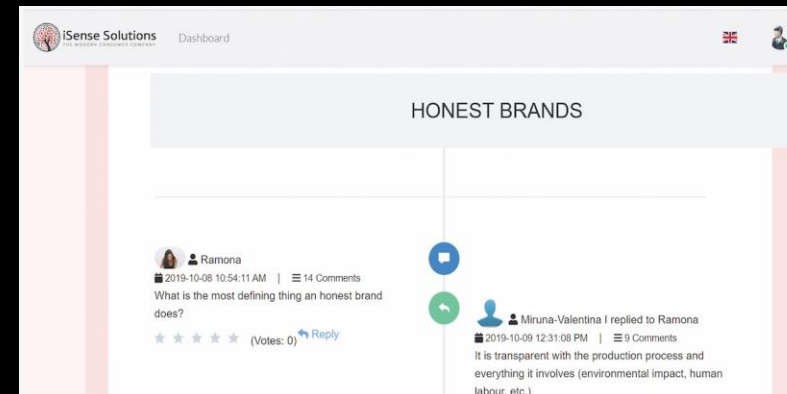 iSense Solutions
THE MODERN CONSUMER COMPANY
Dashboard
HONEST BRANDS
Ramona
2019-10-08 10:54:11 AM | 14 Comments
What is the most defining thing an honest brand
does?
(Votes: 0) Reply
Miruna-Valentina I replied to Ramona
2019-10-09 12:31:08 PM | 9 Comments
It is transparent with the production process and
everything it involves (environmental impact, human
labour, etc.)